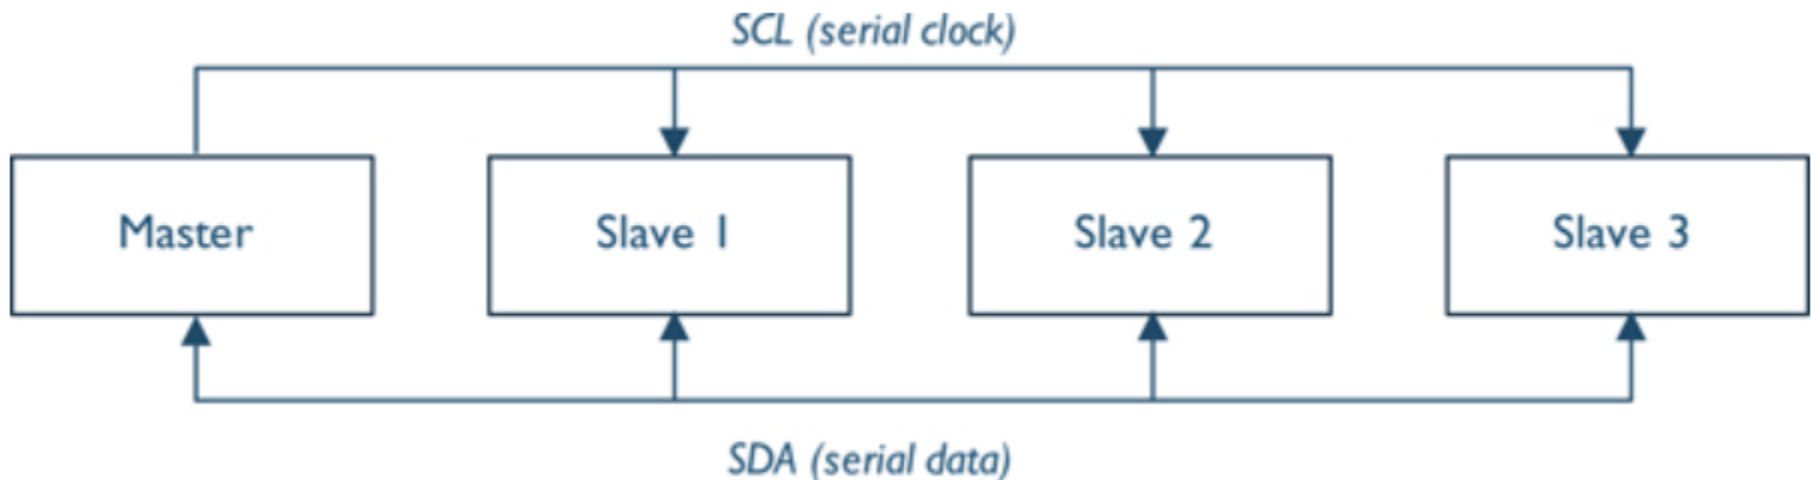 SCL (serial clock)
Master
Slave 1
Slave 2
Slave 3
SDA (serial data)